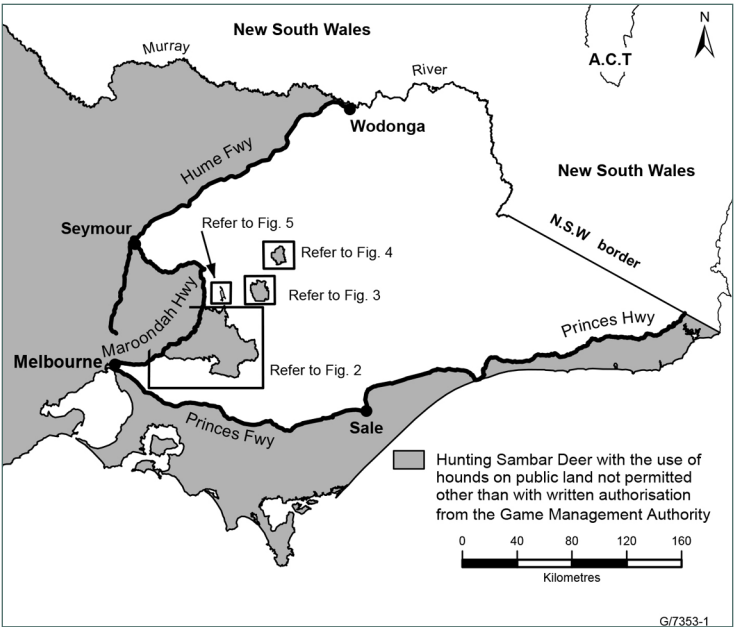 New South Wales
N
Murray
A.C.T
River
Wodonga
Hume Fwy
New South Wales
Seymour
Refer to Fig. 5
N.S.W border
Refer to Fig. 4
Refer to Fig. 3
Maroondah Hwy
Princes Hwy
Melbourne
Refer to Fig. 2
Princes Fwy
Sale
Hunting Sambar Deer with the use of
hounds on public land not permitted
other than with written authorisation
from the Game Management Authority
0 40 80 120 160
Kilometres
G/7353-1